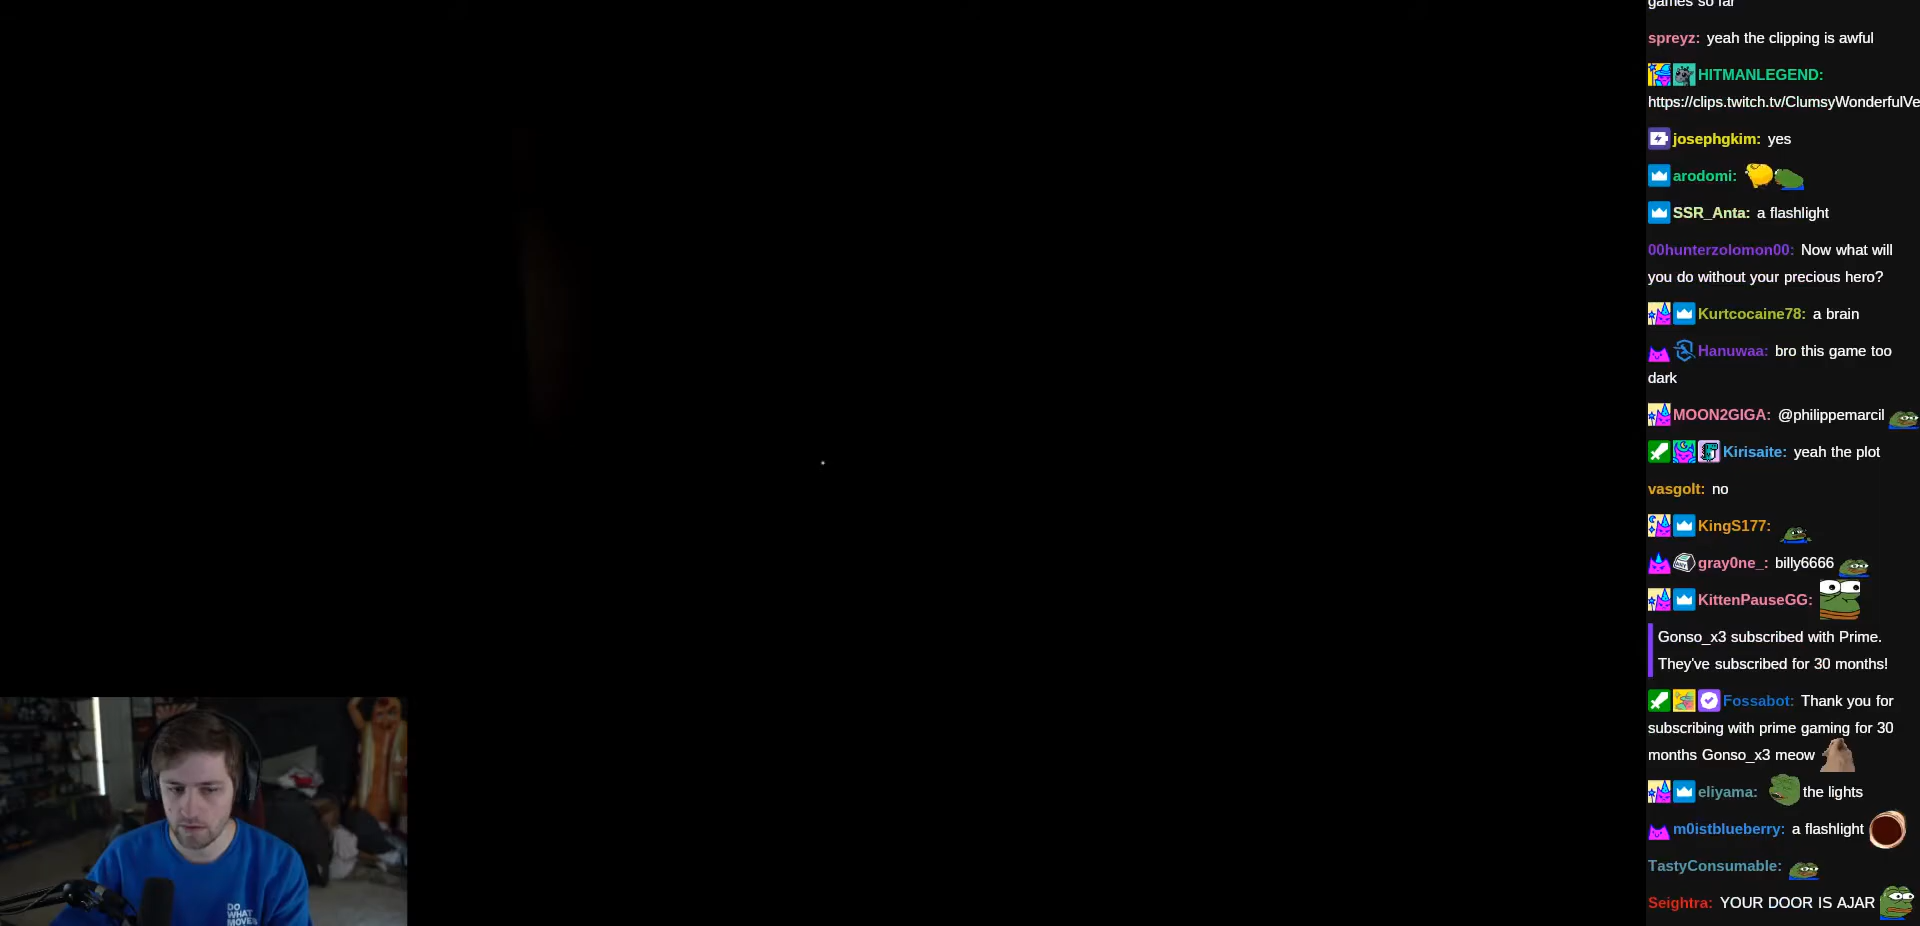 games so far
spreyz: yeah the clipping is awful
HITMANLEGEND:
https://clips.twitch.tv/ClumsyWonderfulVe
josephgkim: yes
arodomi:
SSR_Anta: a flashlight
00hunterzolomon00: Now what will
you do without your precious hero?
Kurtcocaine78: a brain
Hanuwaa: bro this game too
dark
MOON2GIGA: @philippemarcil
Kirisaite: yeah the plot
vasgolt: no
KingS177:
gray0ne_: billy6666
KittenPauseGG:
Gonso_x3 subscribed with Prime.
They've subscribed for 30 months!
Fossabot: Thank you for
subscribing with prime gaming for 30
months Gonso_x3 meow
eliyama: the lights
m0istblueberry: a flashlight
TastyConsumable:
Seightra: YOUR DOOR IS AJAR
DO
WHAT
MOVES